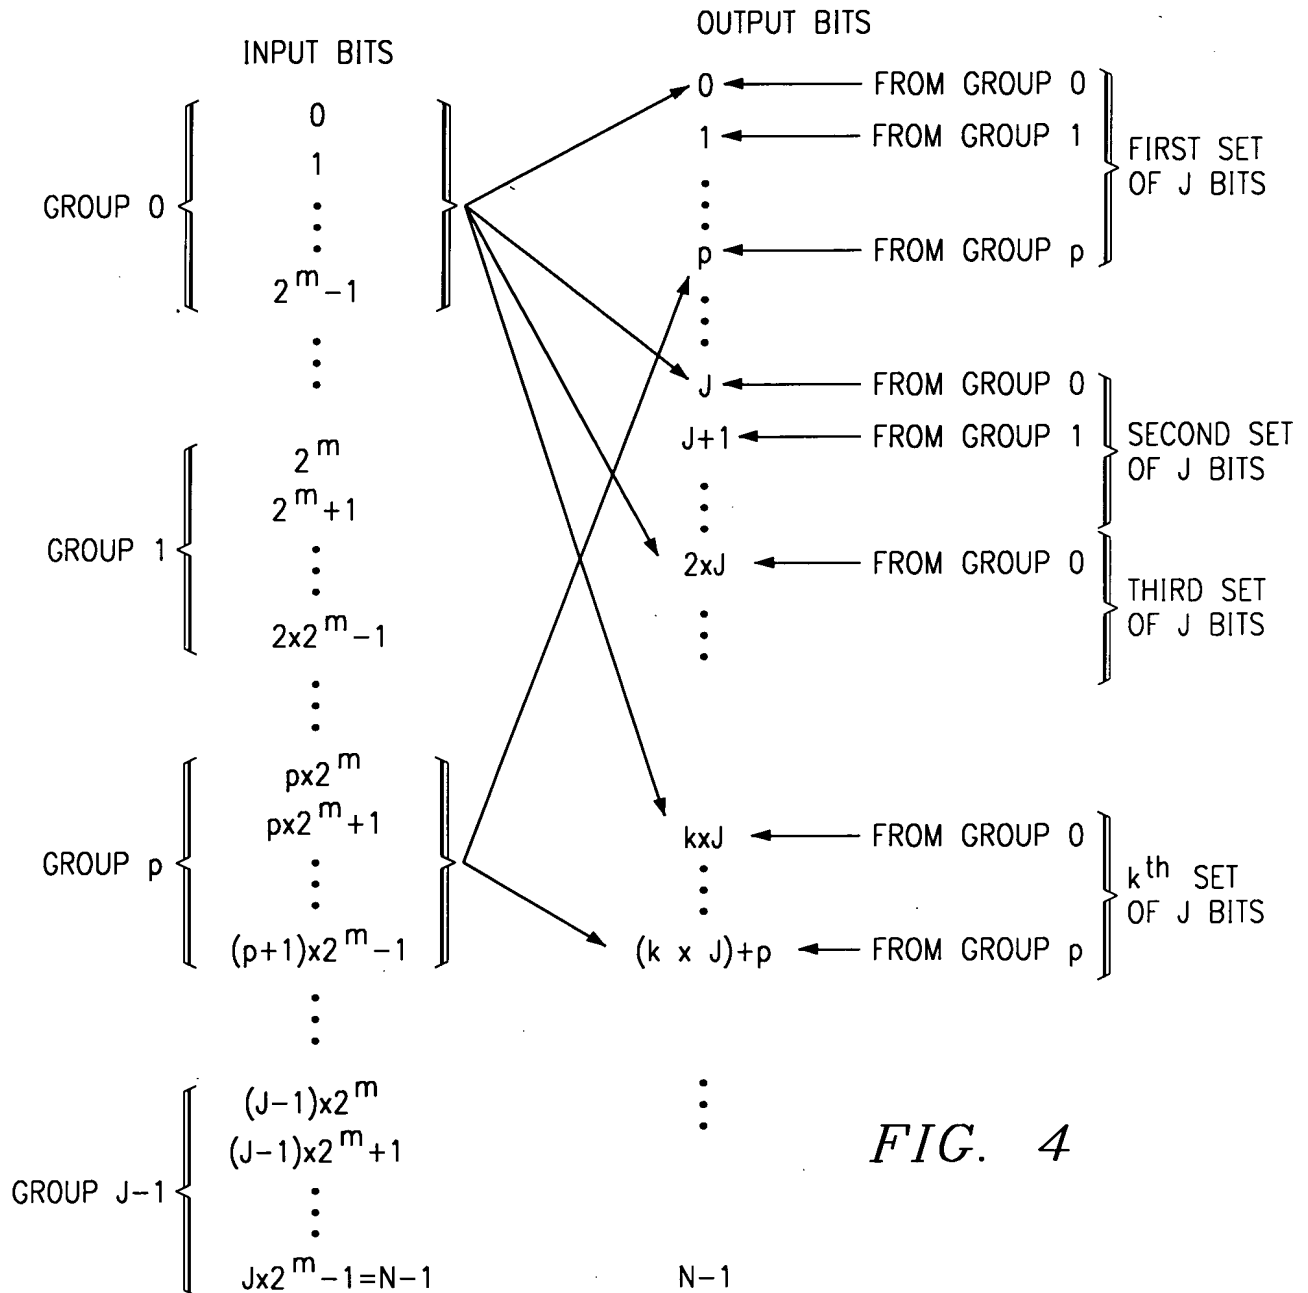 INPUT BITS
GROUP 0
0
1
2^m-1
GROUP 1
2^m
2^m+1
2x2^m-1
GROUP p
px2^m
px2^m+1
(p+1)x2^m-1
GROUP J-1
(J-1)x2^m
(J-1)x2^m+1
Jx2^m-1=N-1
OUTPUT BITS
0 FROM GROUP 0
1 FROM GROUP 1
p FROM GROUP p
FIRST SET
OF J BITS
J FROM GROUP 0
J+1 FROM GROUP 1
SECOND SET
OF J BITS
2xJ FROM GROUP 0
THIRD SET
OF J BITS
kxJ FROM GROUP 0
(k x J)+p FROM GROUP p
k^th SET
OF J BITS
N-1
FIG. 4